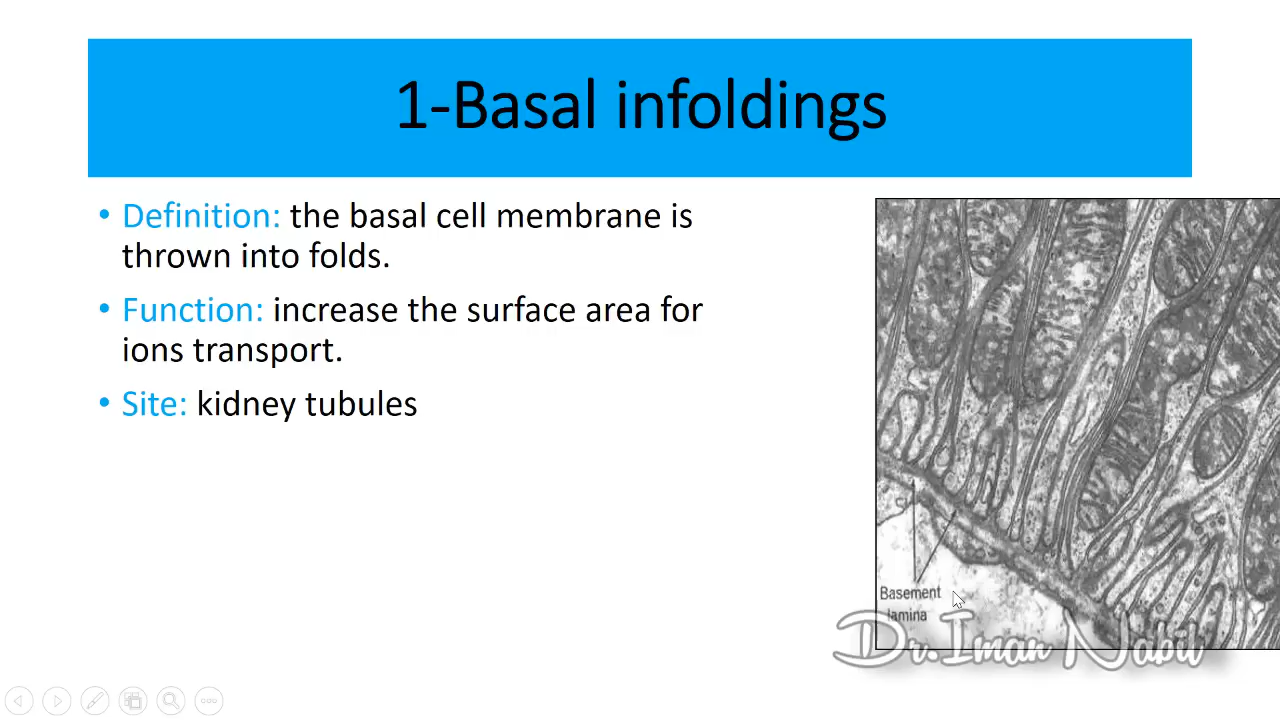 1-Basal infoldings
• Definition: the basal cell membrane is
thrown into folds.
• Function: increase the surface area for
ions transport.
• Site: kidney tubules
Basement
lamina
Dr.Iman Nabil